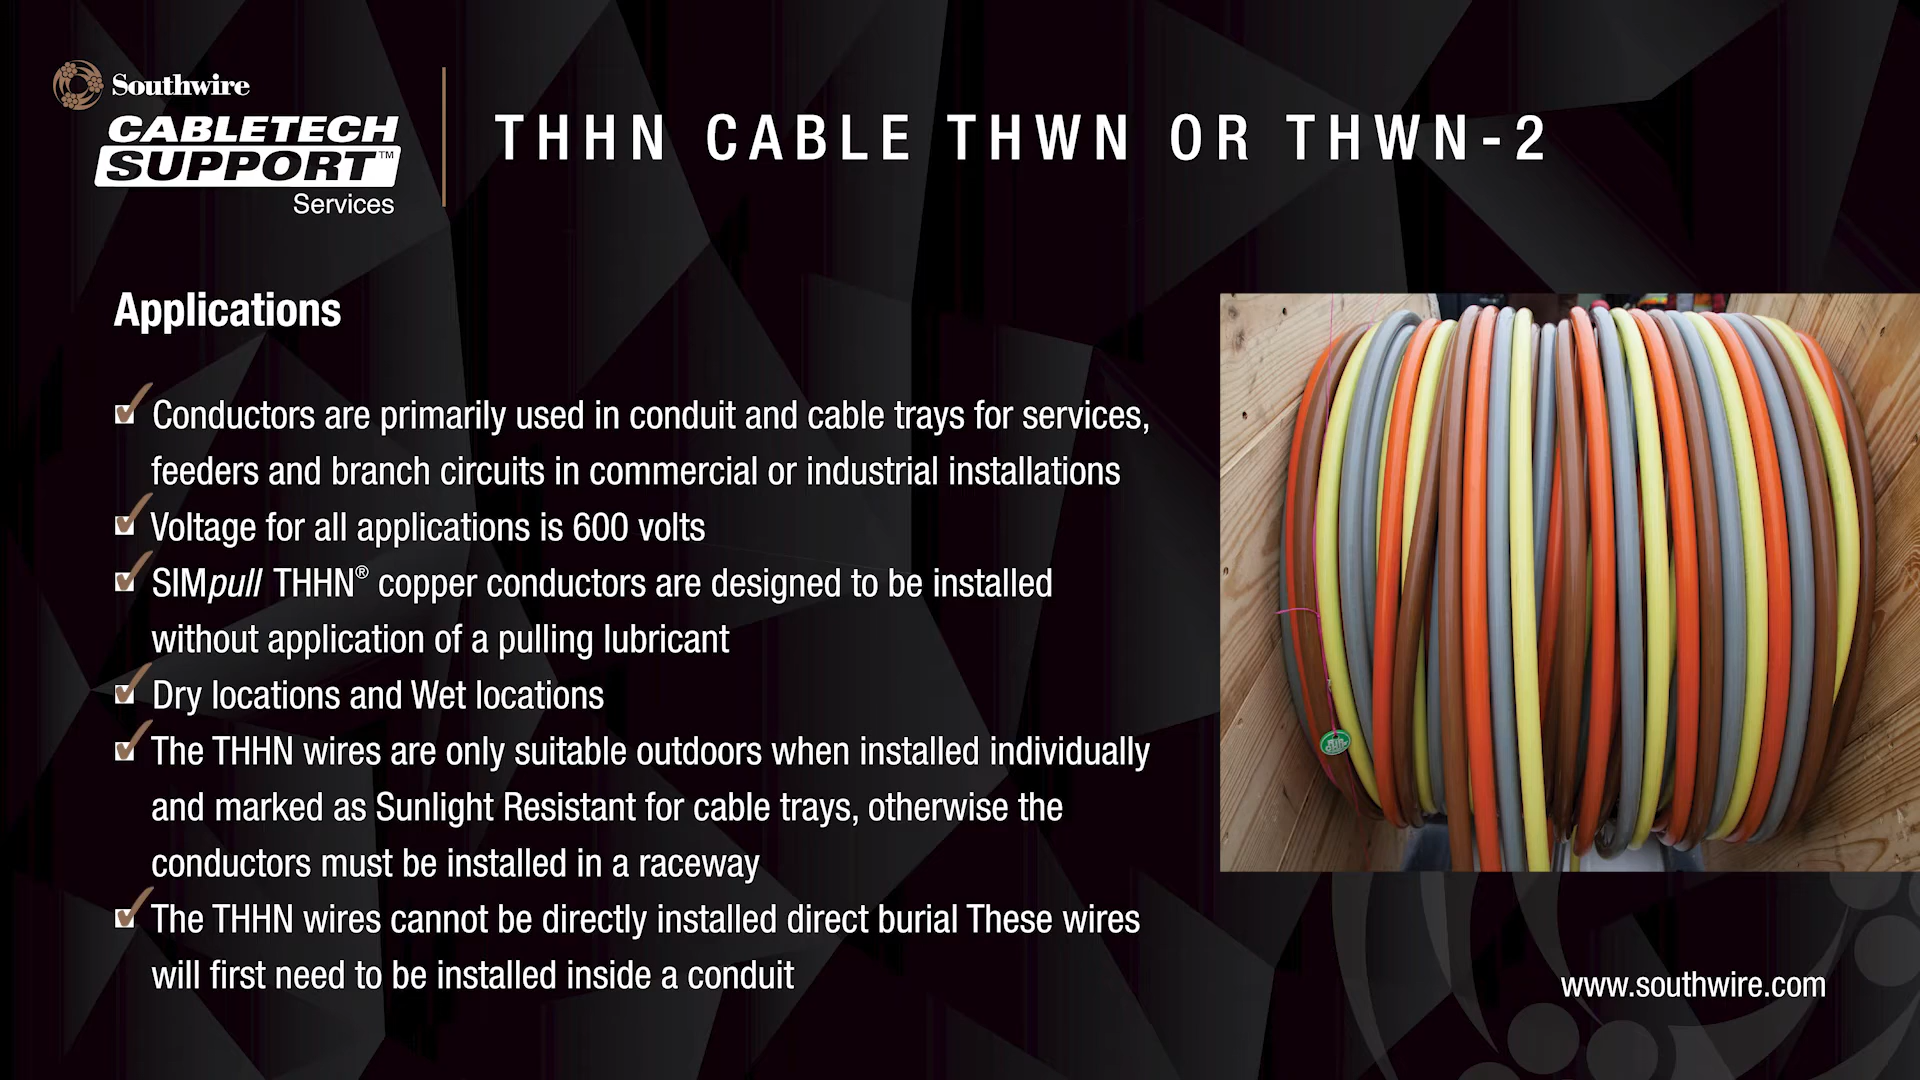 Southwire
CABLETECH
SUPPORT™
Services
THHN CABLE THWN OR THWN-2
Applications
Conductors are primarily used in conduit and cable trays for services,
feeders and branch circuits in commercial or industrial installations
Voltage for all applications is 600 volts
SIMpull THHN® copper conductors are designed to be installed
without application of a pulling lubricant
Dry locations and Wet locations
The THHN wires are only suitable outdoors when installed individually
and marked as Sunlight Resistant for cable trays, otherwise the
conductors must be installed in a raceway
The THHN wires cannot be directly installed direct burial These wires
will first need to be installed inside a conduit
www.southwire.com